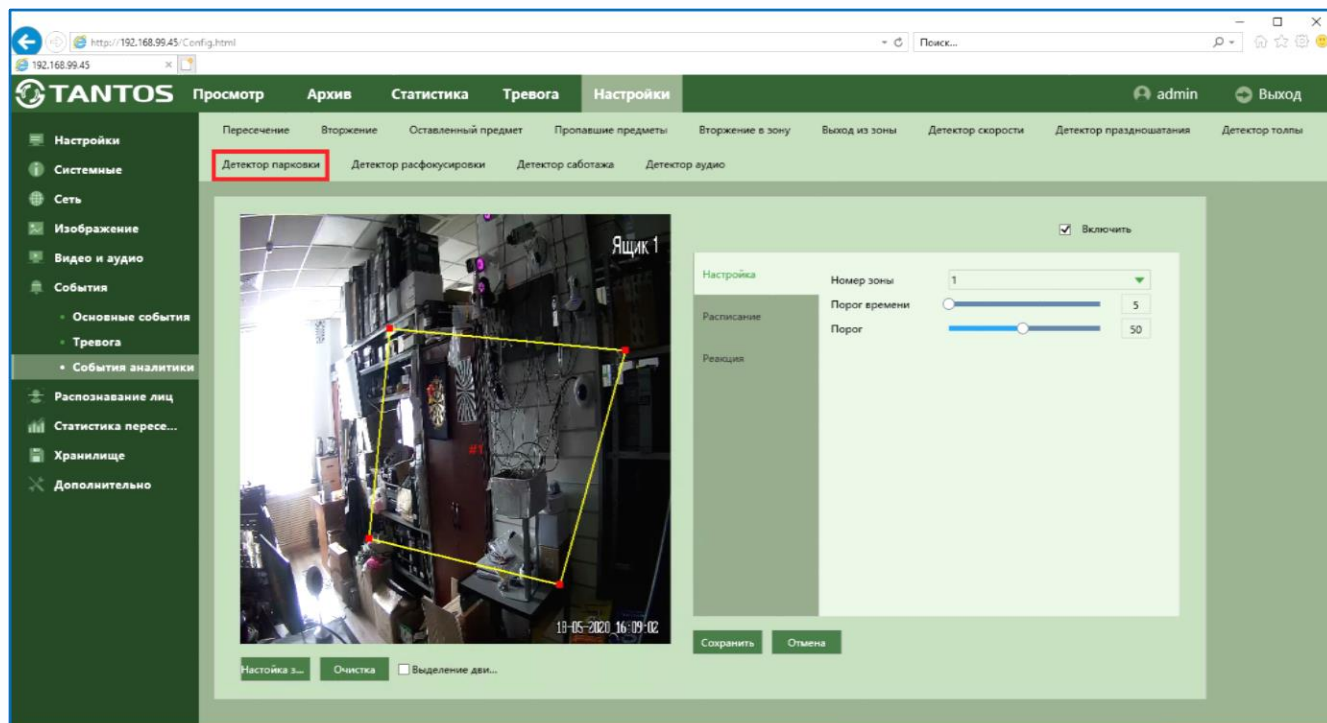 http://192.168.99.45/Config.html
Поиск...
192.168.99.45
TANTOS
Просмотр
Архив
Статистика
Тревога
Настройки
admin
Выход
Настройки
Системные
Сеть
Изображение
Видео и аудио
События
Основные события
Тревога
События аналитики
Распознавание лиц
Статистика пересе...
Хранилище
Дополнительно
Пересечение
Вторжение
Оставленный предмет
Пропавшие предметы
Вторжение в зону
Выход из зоны
Детектор скорости
Детектор праздношатания
Детектор толпы
Детектор парковки
Детектор расфокусировки
Детектор саботажа
Детектор аудио
Ящик 1
#1
18-05-2020 16:09:02
Настойка з...
Очистка
Выделение дви...
Включить
Настройка
Расписание
Реакция
Номер зоны
1
Порог времени
5
Порог
50
Сохранить
Отмена